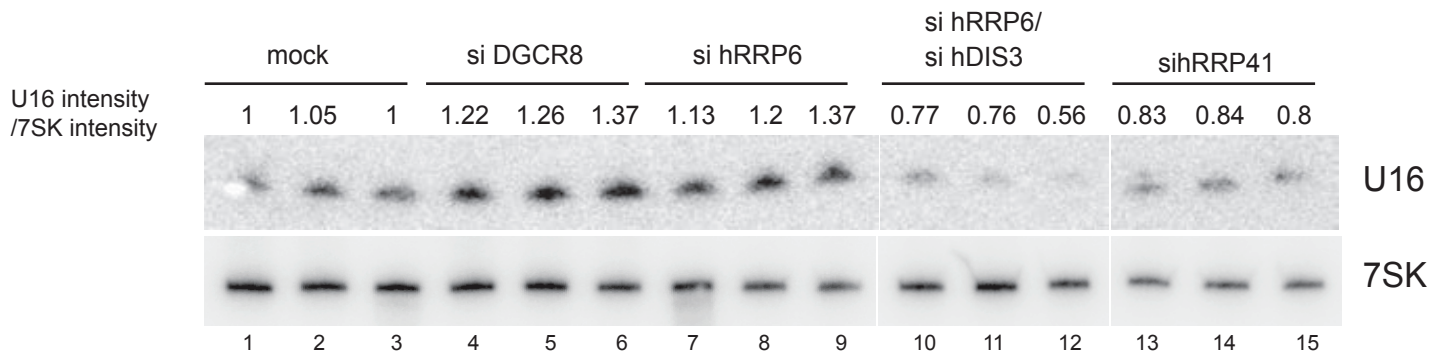 mock si DGCR8 si hRRP6 si hRRP6/
si hDIS3 sihRRP41
U16 intensity
/7SK intensity
1 1.05 1 1.22 1.26 1.37 1.13 1.2 1.37 0.77 0.76 0.56 0.83 0.84 0.8
U16
7SK
1 2 3 4 5 6 7 8 9 10 11 12 13 14 15